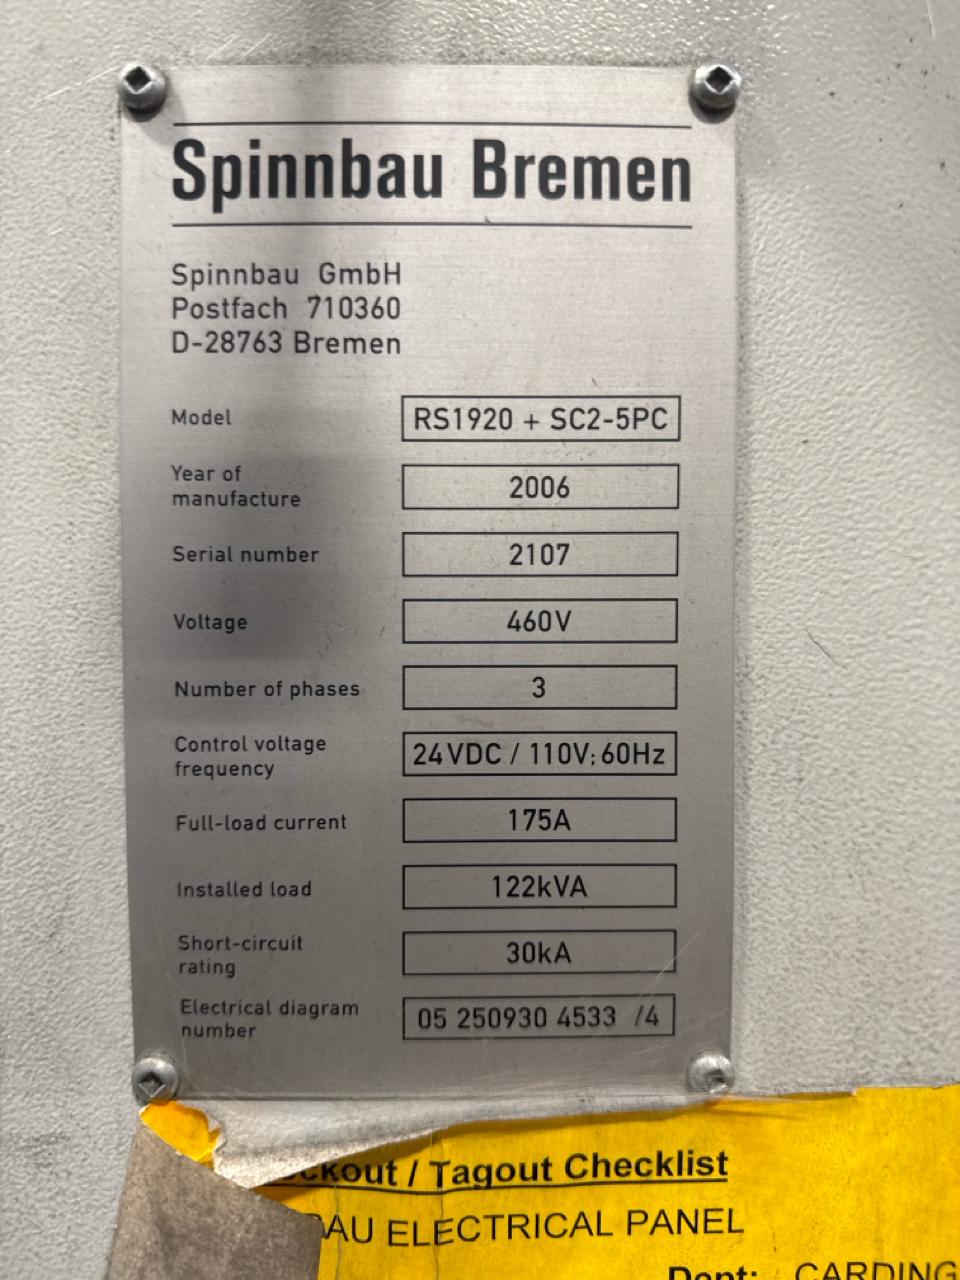 Spinnbau Bremen
Spinnbau GmbH
Postfach 710360
D-28763 Bremen
Model RS1920 + SC2-5PC
Year of
manufacture 2006
Serial number 2107
Voltage 460V
Number of phases 3
Control voltage
frequency 24VDC / 110V; 60Hz
Full-load current 175A
Installed load 122kVA
Short-circuit
rating 30kA
Electrical diagram
number 05 250930 4533 /4
/ Tagout Checklist
ELECTRICAL PANEL
Dept: CARDING